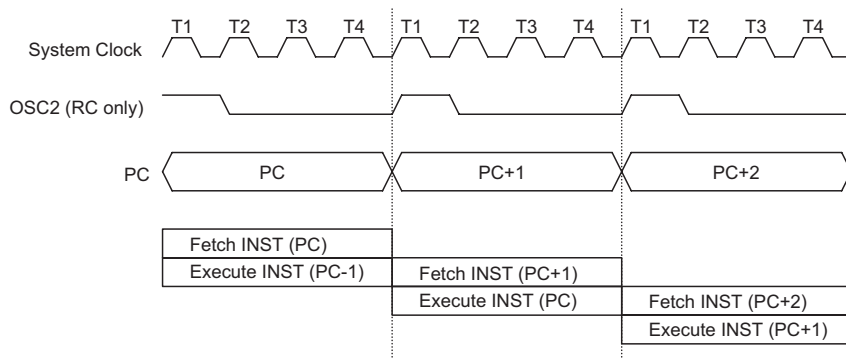 T1 T2 T3 T4 T1 T2 T3 T4 T1 T2 T3 T4
System Clock
OSC2 (RC only)
PC PC PC+1 PC+2
Fetch INST (PC)
Execute INST (PC-1) Fetch INST (PC+1)
Execute INST (PC) Fetch INST (PC+2)
Execute INST (PC+1)